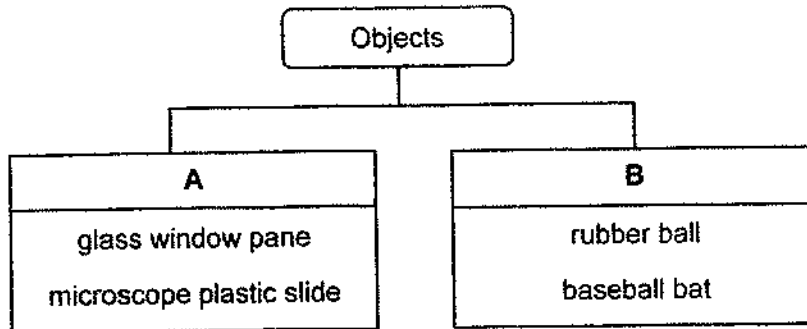 Objects
A
glass window pane
microscope plastic slide
B
rubber ball
baseball bat